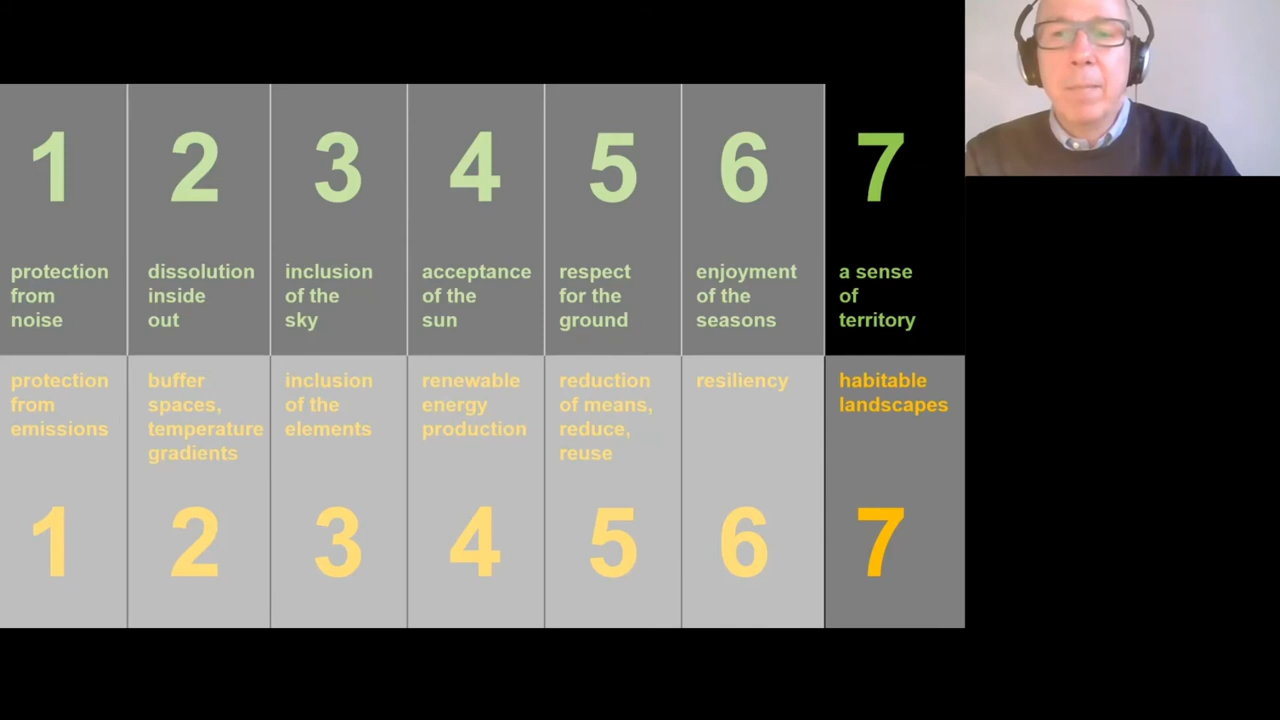 1 2 3 4 5 6 7
protection
from
noise
dissolution
inside
out
inclusion
of the
sky
acceptance
of the
sun
respect
for the
ground
enjoyment
of the
seasons
a sense
of
territory
protection
from
emissions
buffer
spaces,
temperature
gradients
inclusion
of the
elements
renewable
energy
production
reduction
of means,
reduce,
reuse
resiliency
habitable
landscapes
1 2 3 4 5 6 7